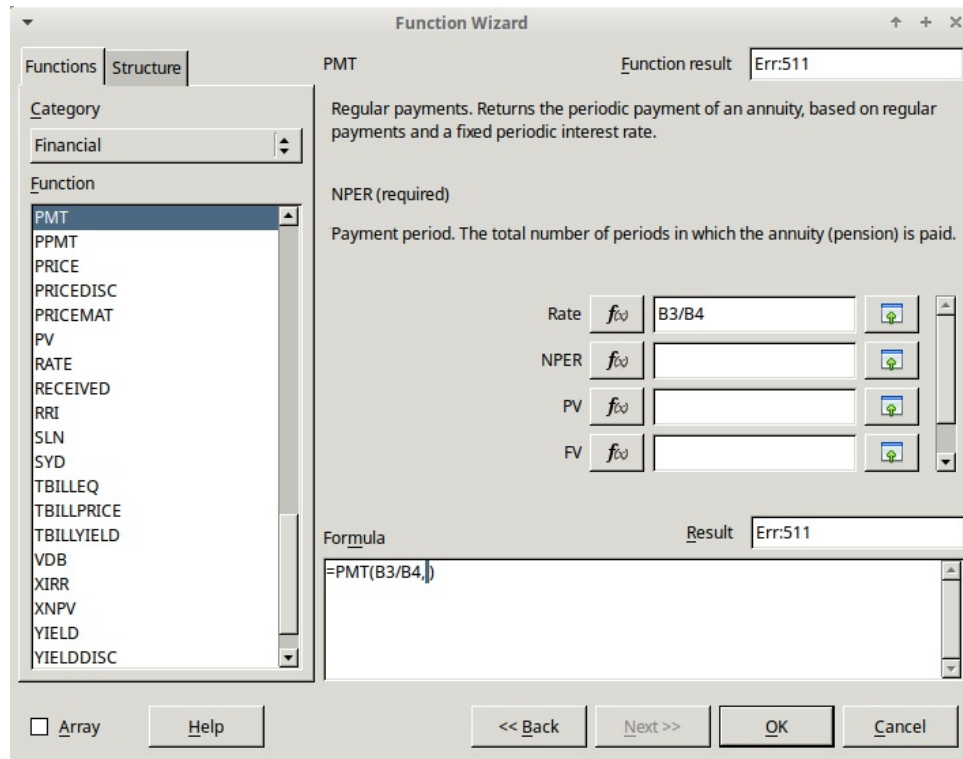 Function Wizard
Functions
Structure
Category
Financial
Function
PMT
PPMT
PRICE
PRICEDISC
PRICEMAT
PV
RATE
RECEIVED
RRI
SLN
SYD
TBILLEQ
TBILLPRICE
TBILLYIELD
VDB
XIRR
XNPV
YIELD
YIELDDISC
PMT
Function result
Err:511
Regular payments. Returns the periodic payment of an annuity, based on regular
payments and a fixed periodic interest rate.
NPER (required)
Payment period. The total number of periods in which the annuity (pension) is paid.
Rate
f(x)
B3/B4
NPER
f(x)
PV
f(x)
FV
f(x)
Formula
Result
Err:511
=PMT(B3/B4, )
Array
Help
<< Back
Next >>
OK
Cancel